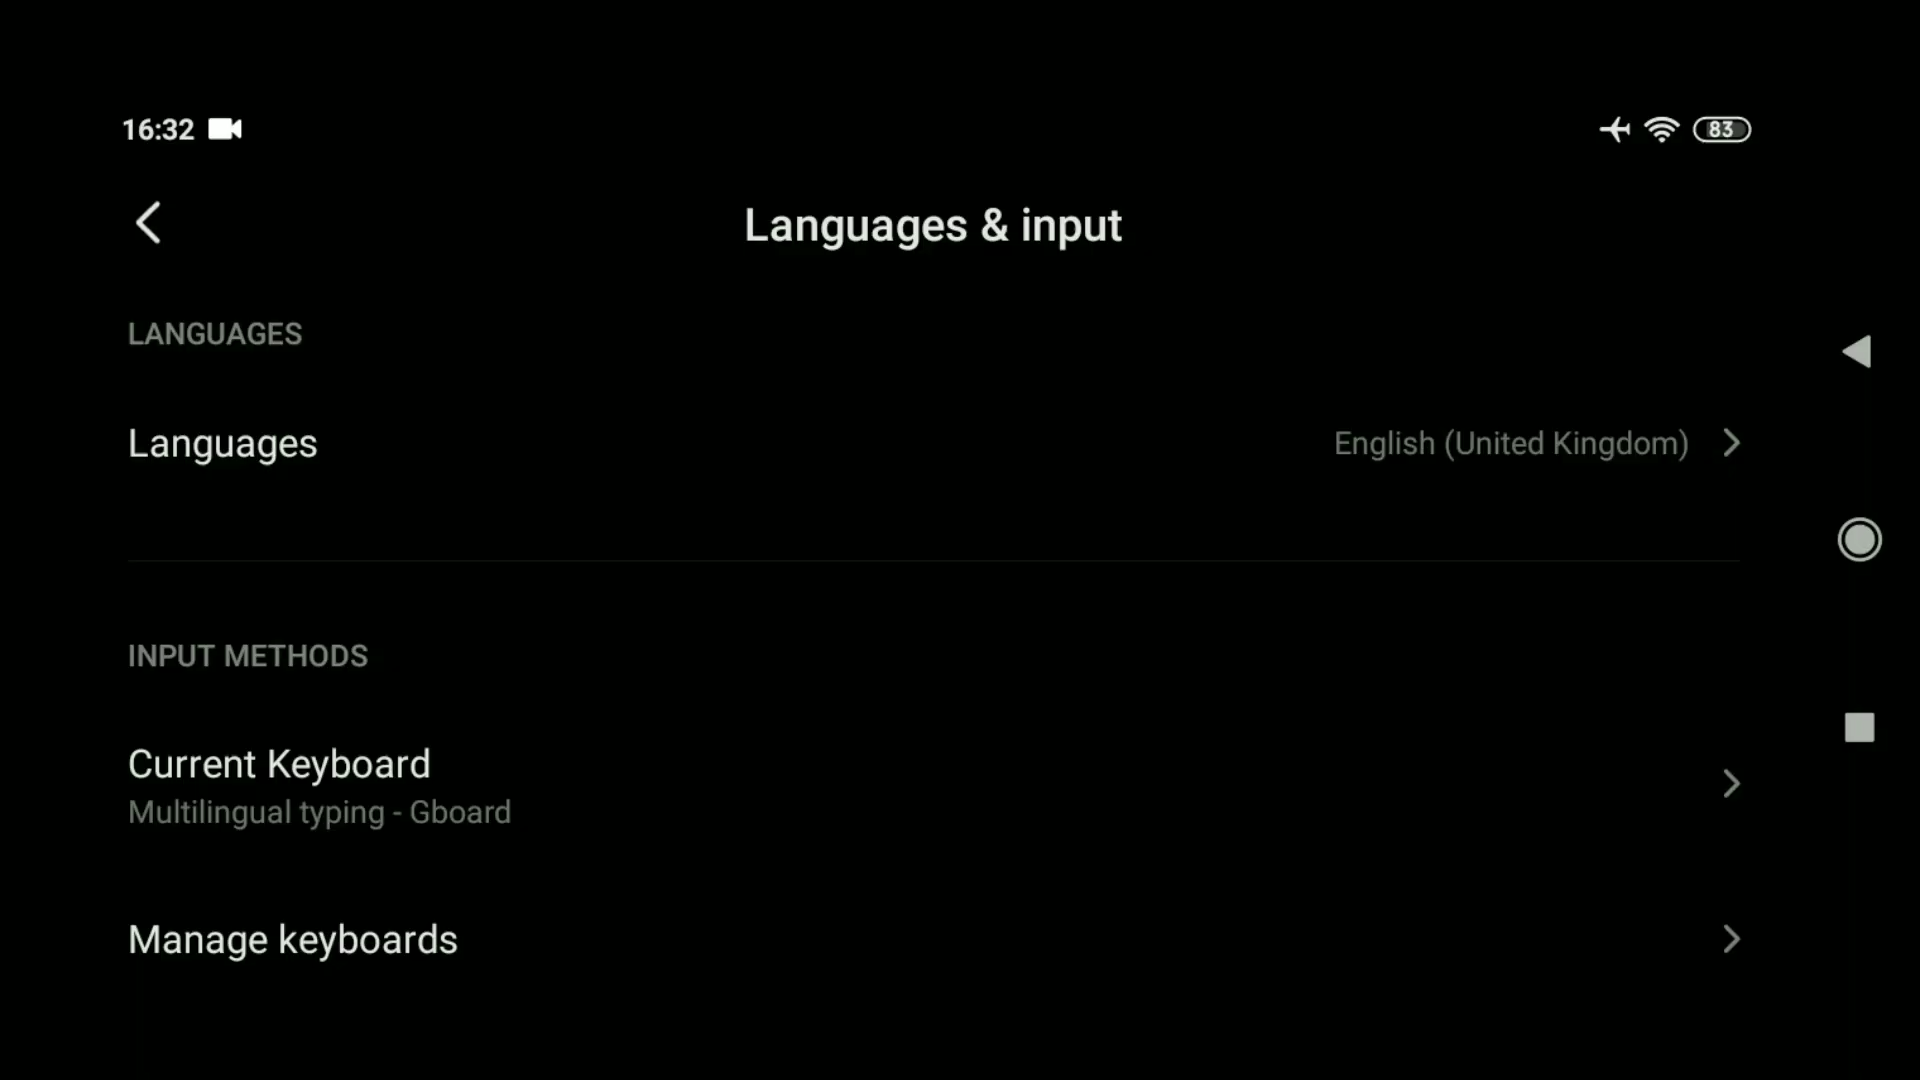 16:32
83
Languages & input
LANGUAGES
Languages
English (United Kingdom)
INPUT METHODS
Current Keyboard
Multilingual typing - Gboard
Manage keyboards